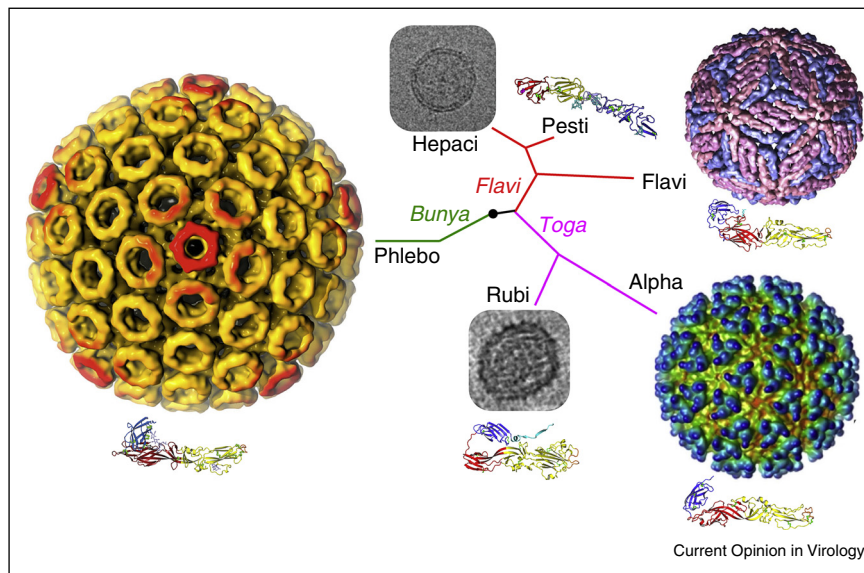 Hepaci
Pesti
Flavi
Flavi
Bunya
Toga
Phlebo
Rubi
Alpha
Current Opinion in Virology